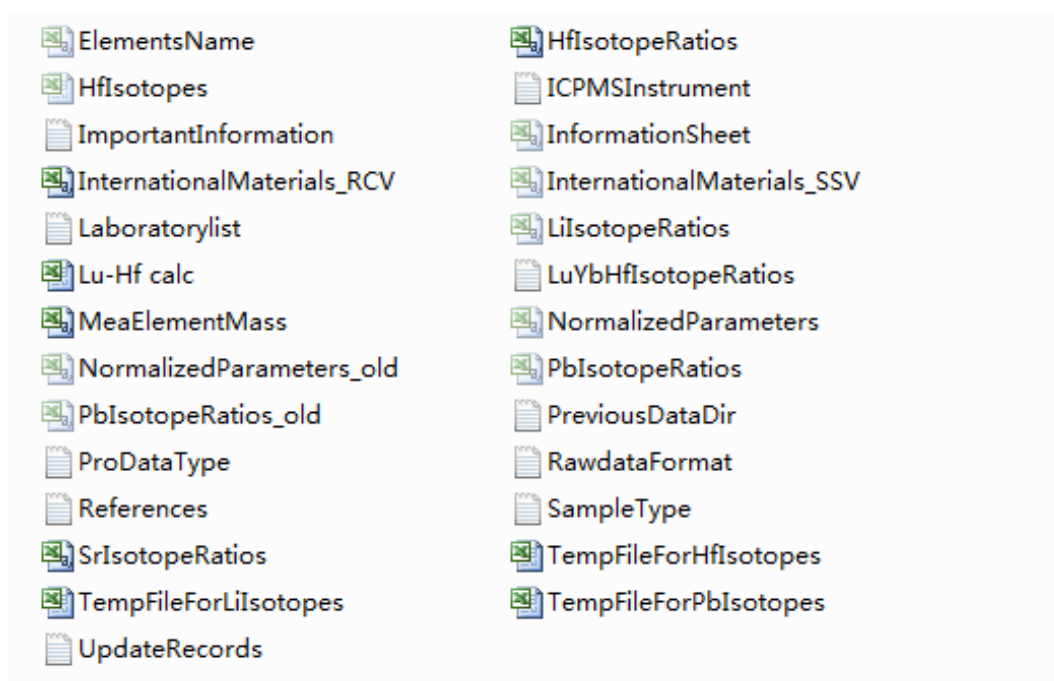 ElementsName HfIsotopeRatios
HfIsotopes ICPMSInstrument
ImportantInformation InformationSheet
InternationalMaterials_RCV InternationalMaterials_SSV
Laboratorylist LiIsotopeRatios
Lu-Hf calc LuYbHfIsotopeRatios
MeaElementMass NormalizedParameters
NormalizedParameters_old PbIsotopeRatios
PbIsotopeRatios_old PreviousDataDir
ProDataType RawdataFormat
References SampleType
SrIsotopeRatios TempFileForHfIsotopes
TempFileForLiIsotopes TempFileForPbIsotopes
UpdateRecords